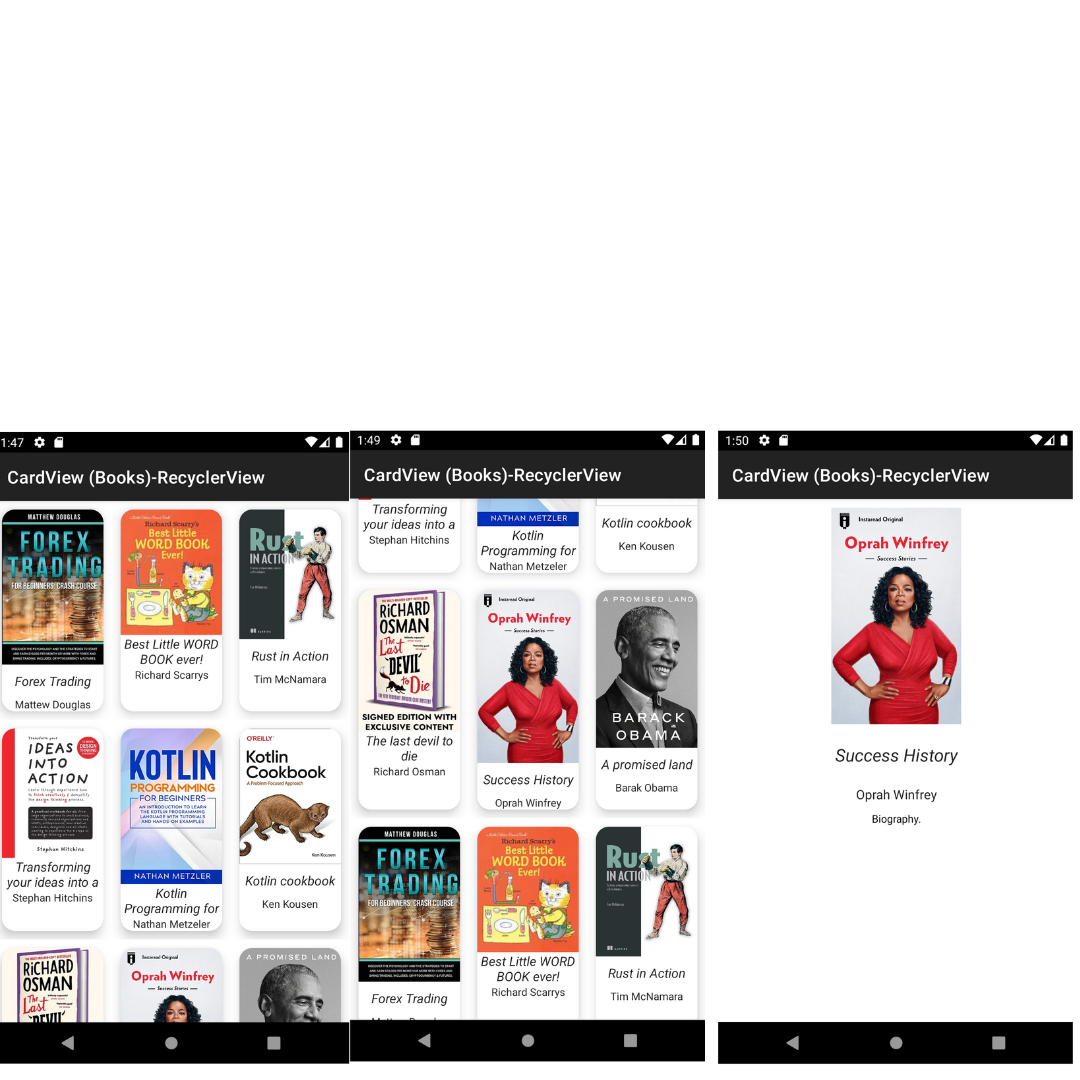 1:47
CardView (Books)-RecyclerView
MATTHEW DOUGLAS
FOREX
TRADING
FOR BEGINNERS: CRASH COURSE
Forex Trading
Mattew Douglas
Richard Scarry's
Best Little
WORD BOOK
Ever!
Best Little WORD
BOOK ever!
Richard Scarrys
Rust
IN ACTION
Rust in Action
Tim McNamara
Transform your
IDEAS
INTO
ACTION
Stephan Hitchins
Transforming
your ideas into a
Stephan Hitchins
KOTLIN
PROGRAMMING
FOR BEGINNERS
AN INTRODUCTION TO LEARN
THE KOTLIN PROGRAMMING
LANGUAGE WITH TUTORIALS
AND HANDS-ON EXAMPLES
NATHAN METZLER
Kotlin
Programming for
Nathan Metzeler
O'REILLY
Kotlin
Cookbook
A Problem-Focused Approach
Ken Kousen
Kotlin cookbook
Ken Kousen
RiCHARD
OSMAN
The
Last
Instaread Original
Oprah Winfrey
Success Stories
A PROMISED LAND
1:49
CardView (Books)-RecyclerView
Transforming
your ideas into a
Stephan Hitchins
NATHAN METZLER
Kotlin
Programming for
Nathan Metzeler
Kotlin cookbook
Ken Kousen
RiCHARD
OSMAN
The
Last
DEVIL
to Die
SIGNED EDITION WITH
EXCLUSIVE CONTENT
The last devil to
die
Richard Osman
Instaread Original
Oprah Winfrey
Success Stories
Success History
Oprah Winfrey
A PROMISED LAND
BARACK
OBAMA
A promised land
Barak Obama
MATTHEW DOUGLAS
FOREX
TRADING
FOR BEGINNERS: CRASH COURSE
Forex Trading
Richard Scarry's
Best Little
WORD BOOK
Ever!
Best Little WORD
BOOK ever!
Richard Scarrys
Rust
IN ACTION
Rust in Action
Tim McNamara
1:50
CardView (Books)-RecyclerView
Instaread Original
Oprah Winfrey
Success Stories
Success History
Oprah Winfrey
Biography.